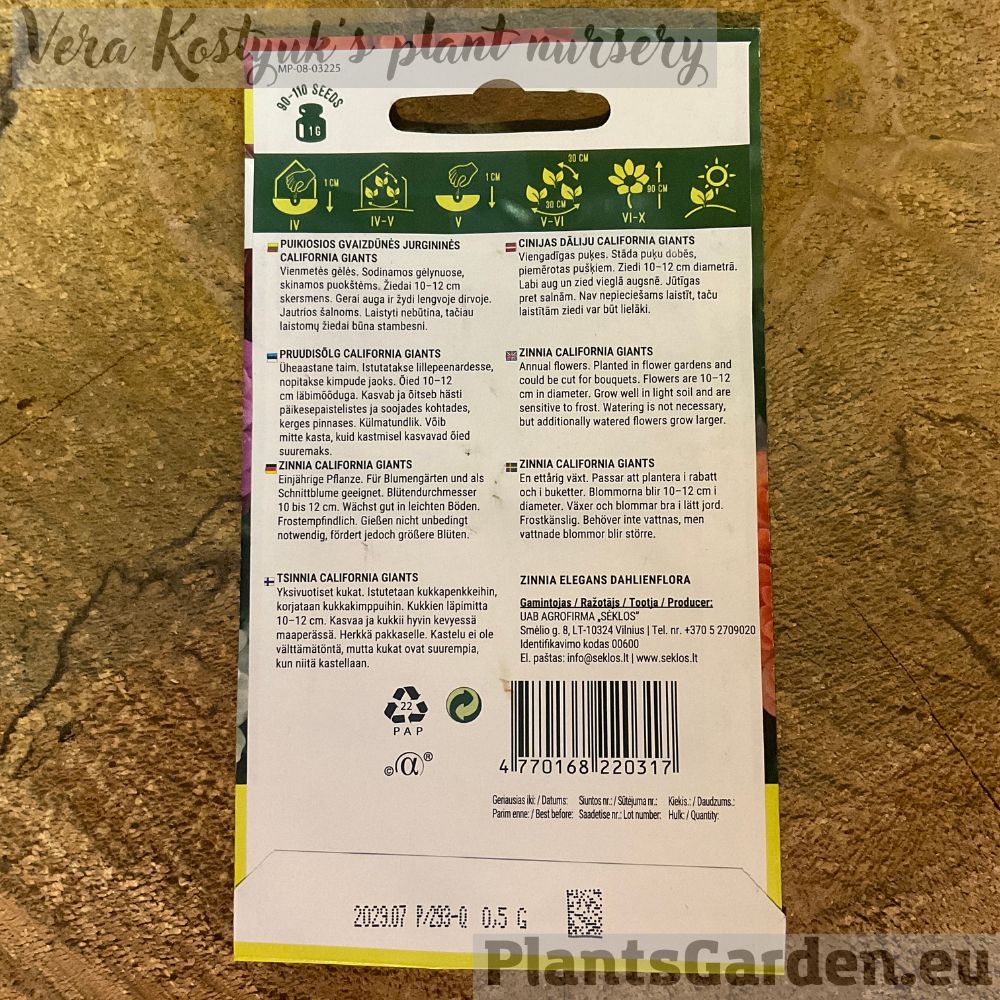 Vera Kostyuk's plant nursery
MP-08-03225
90-110 SEEDS
1G
1 CM
1 CM
30 CM
30 CM
90 CM
IV
IV-V
V
V-VI
VI-X
PUIKIOSIOS GVAIZDŪNĖS JURGININĖS
CALIFORNIA GIANTS
Vienmetės gėlės. Sodinamos gėlynuose,
skinamos puokštėms. Žiedai 10–12 cm
skersmens. Gerai auga ir žydi lengvoje dirvoje.
Jautrios šalnoms. Laistyti nebūtina, tačiau
laistomų žiedai būna stambesni.
CINIJAS DĀLIJU CALIFORNIA GIANTS
Viengadīgas puķes. Stāda puķu dobēs,
piemērotas pušķiem. Ziedi 10–12 cm diametrā.
Labi aug un zied vieglā augsnē. Jūtīgas
pret salnām. Nav nepieciešams laistīt, taču
laistītām ziedi var būt lielāki.
PRUUDISÕLG CALIFORNIA GIANTS
Üheaastane taim. Istutatakse lillepeenardesse,
nopitakse kimpude jaoks. Õied 10–12
cm läbimõõduga. Kasvab ja õitseb hästi
päikesepaistelistes ja soojades kohtades,
kerges pinnases. Külmatundlik. Võib
mitte kasta, kuid kastmisel kasvavad õied
suuremaks.
ZINNIA CALIFORNIA GIANTS
Annual flowers. Planted in flower gardens and
could be cut for bouquets. Flowers are 10–12
cm in diameter. Grow well in light soil and are
sensitive to frost. Watering is not necessary,
but additionally watered flowers grow larger.
ZINNIA CALIFORNIA GIANTS
Einjährige Pflanze. Für Blumengärten und als
Schnittblume geeignet. Blütendurchmesser
10 bis 12 cm. Wächst gut in leichten Böden.
Frostempfindlich. Gießen nicht unbedingt
notwendig, fördert jedoch größere Blüten.
ZINNIA CALIFORNIA GIANTS
En ettårig växt. Passar att plantera i rabatt
och i buketter. Blommorna blir 10–12 cm i
diameter. Växer och blommar bra i lätt jord.
Frostkänslig. Behöver inte vattnas, men
vattnade blommor blir större.
TSINNIA CALIFORNIA GIANTS
Yksivuotiset kukat. Istutetaan kukkapenkkeihin,
korjataan kukkakimppuihin. Kukkien läpimitta
10–12 cm. Kasvaa ja kukkii hyvin kevyessä
maaperässä. Herkkä pakkaselle. Kastelu ei ole
välttämätöntä, mutta kukat ovat suurempia,
kun niitä kastellaan.
ZINNIA ELEGANS DAHLIENFLORA
Gamintojas / Ražotājs / Tootja / Producer:
UAB AGROFIRMA „SĖKLOS"
Smėlio g. 8, LT-10324 Vilnius | Tel. nr. +370 5 2709020
Identifikavimo kodas 00600
El. paštas: info@seklos.lt | www.seklos.lt
22
PAP
© α ®
4 770168 220317
Geriausias iki: / Datums: Siuntos nr.: / Sūtējuma nr.: Kiekis.: / Daudzums.:
Parim enne: / Best before: Saadetise nr.: Lot number: Hulk: / Quantity:
2029.07 P/293-Q 0.5 G
PlantsGarden.eu